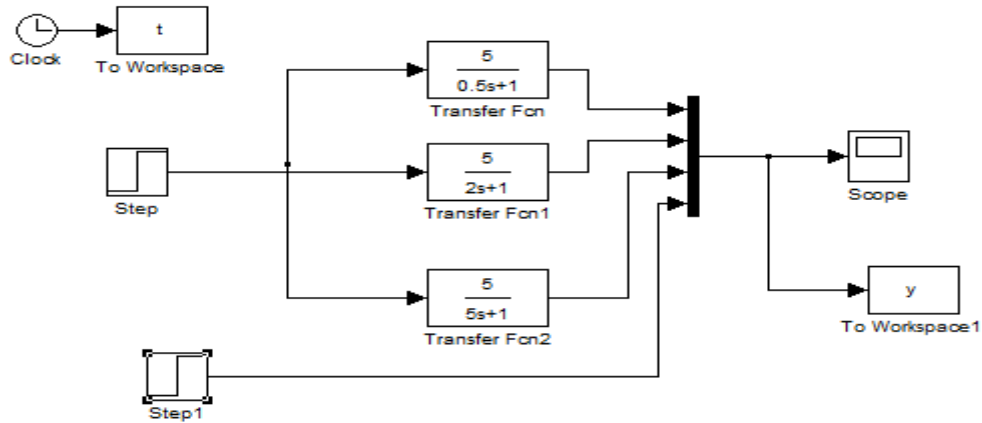 t
Clock
To Workspace
5
0.5s+1
Transfer Fcn
Step
5
2s+1
Transfer Fcn1
Scope
5
5s+1
Transfer Fcn2
y
To Workspace1
Step1